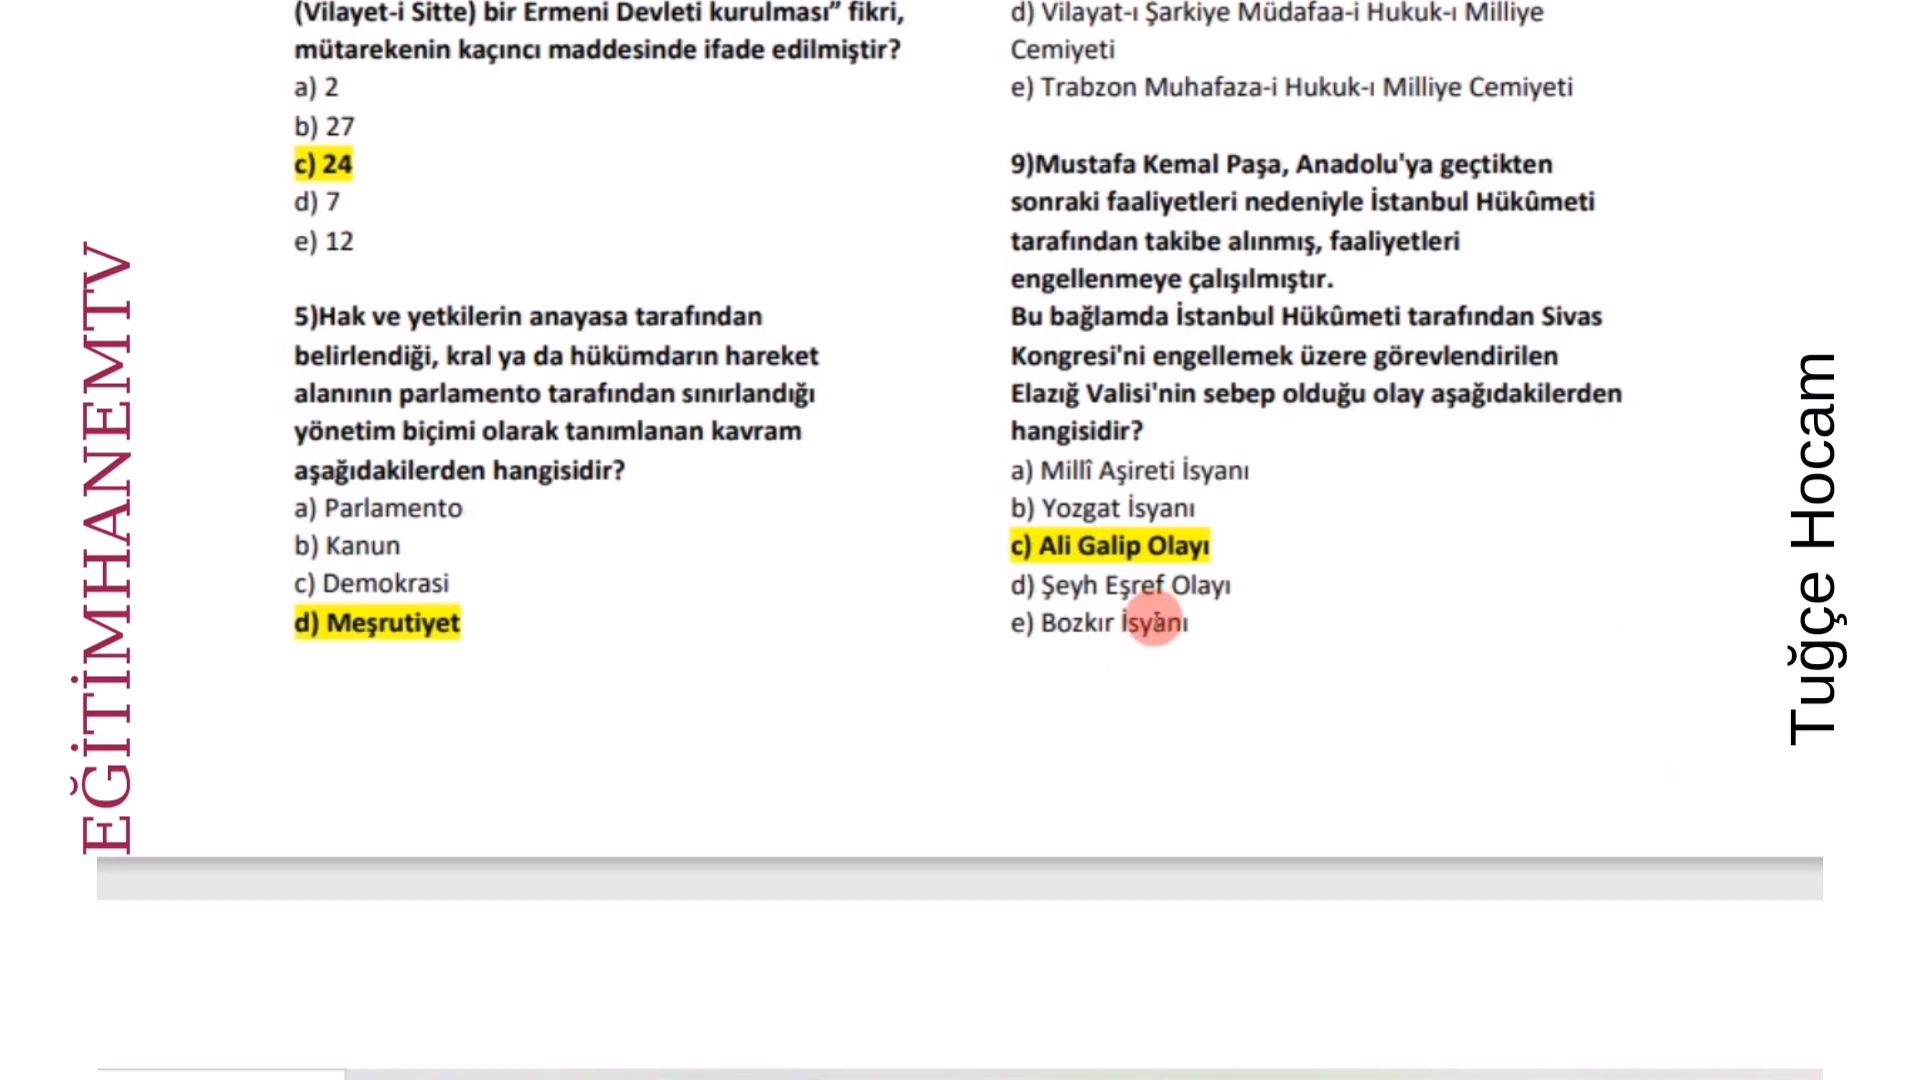 (Vilayet-i Sitte) bir Ermeni Devleti kurulması” fikri,
mütarekenin kaçıncı maddesinde ifade edilmiştir?
a) 2
b) 27
c) 24
d) 7
e) 12
5)Hak ve yetkilerin anayasa tarafından
belirlendiği, kral ya da hükümdarın hareket
alanının parlamento tarafından sınırlandığı
yönetim biçimi olarak tanımlanan kavram
aşağıdakilerden hangisidir?
a) Parlamento
b) Kanun
c) Demokrasi
d) Meşrutiyet
d) Vilayat-ı Şarkiye Müdafaa-i Hukuk-ı Milliye
Cemiyeti
e) Trabzon Muhafaza-i Hukuk-ı Milliye Cemiyeti
9)Mustafa Kemal Paşa, Anadolu'ya geçtikten
sonraki faaliyetleri nedeniyle İstanbul Hükûmeti
tarafından takibe alınmış, faaliyetleri
engellenmeye çalışılmıştır.
Bu bağlamda İstanbul Hükûmeti tarafından Sivas
Kongresi'ni engellemek üzere görevlendirilen
Elazığ Valisi'nin sebep olduğu olay aşağıdakilerden
hangisidir?
a) Millî Aşireti İsyanı
b) Yozgat İsyanı
c) Ali Galip Olayı
d) Şeyh Eşref Olayı
e) Bozkır İsyanı
EĞİTİMHANEMTV
Tuğçe Hocam